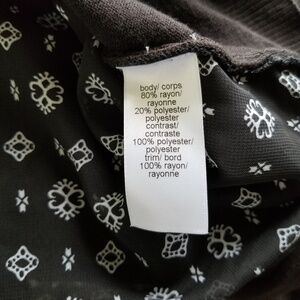 body/ corps
80% rayon/
rayonne
20% polyester/
polyester
contrast/
contraste
100% polyester/
polyester
trim/ bord
100% rayon/
rayonne